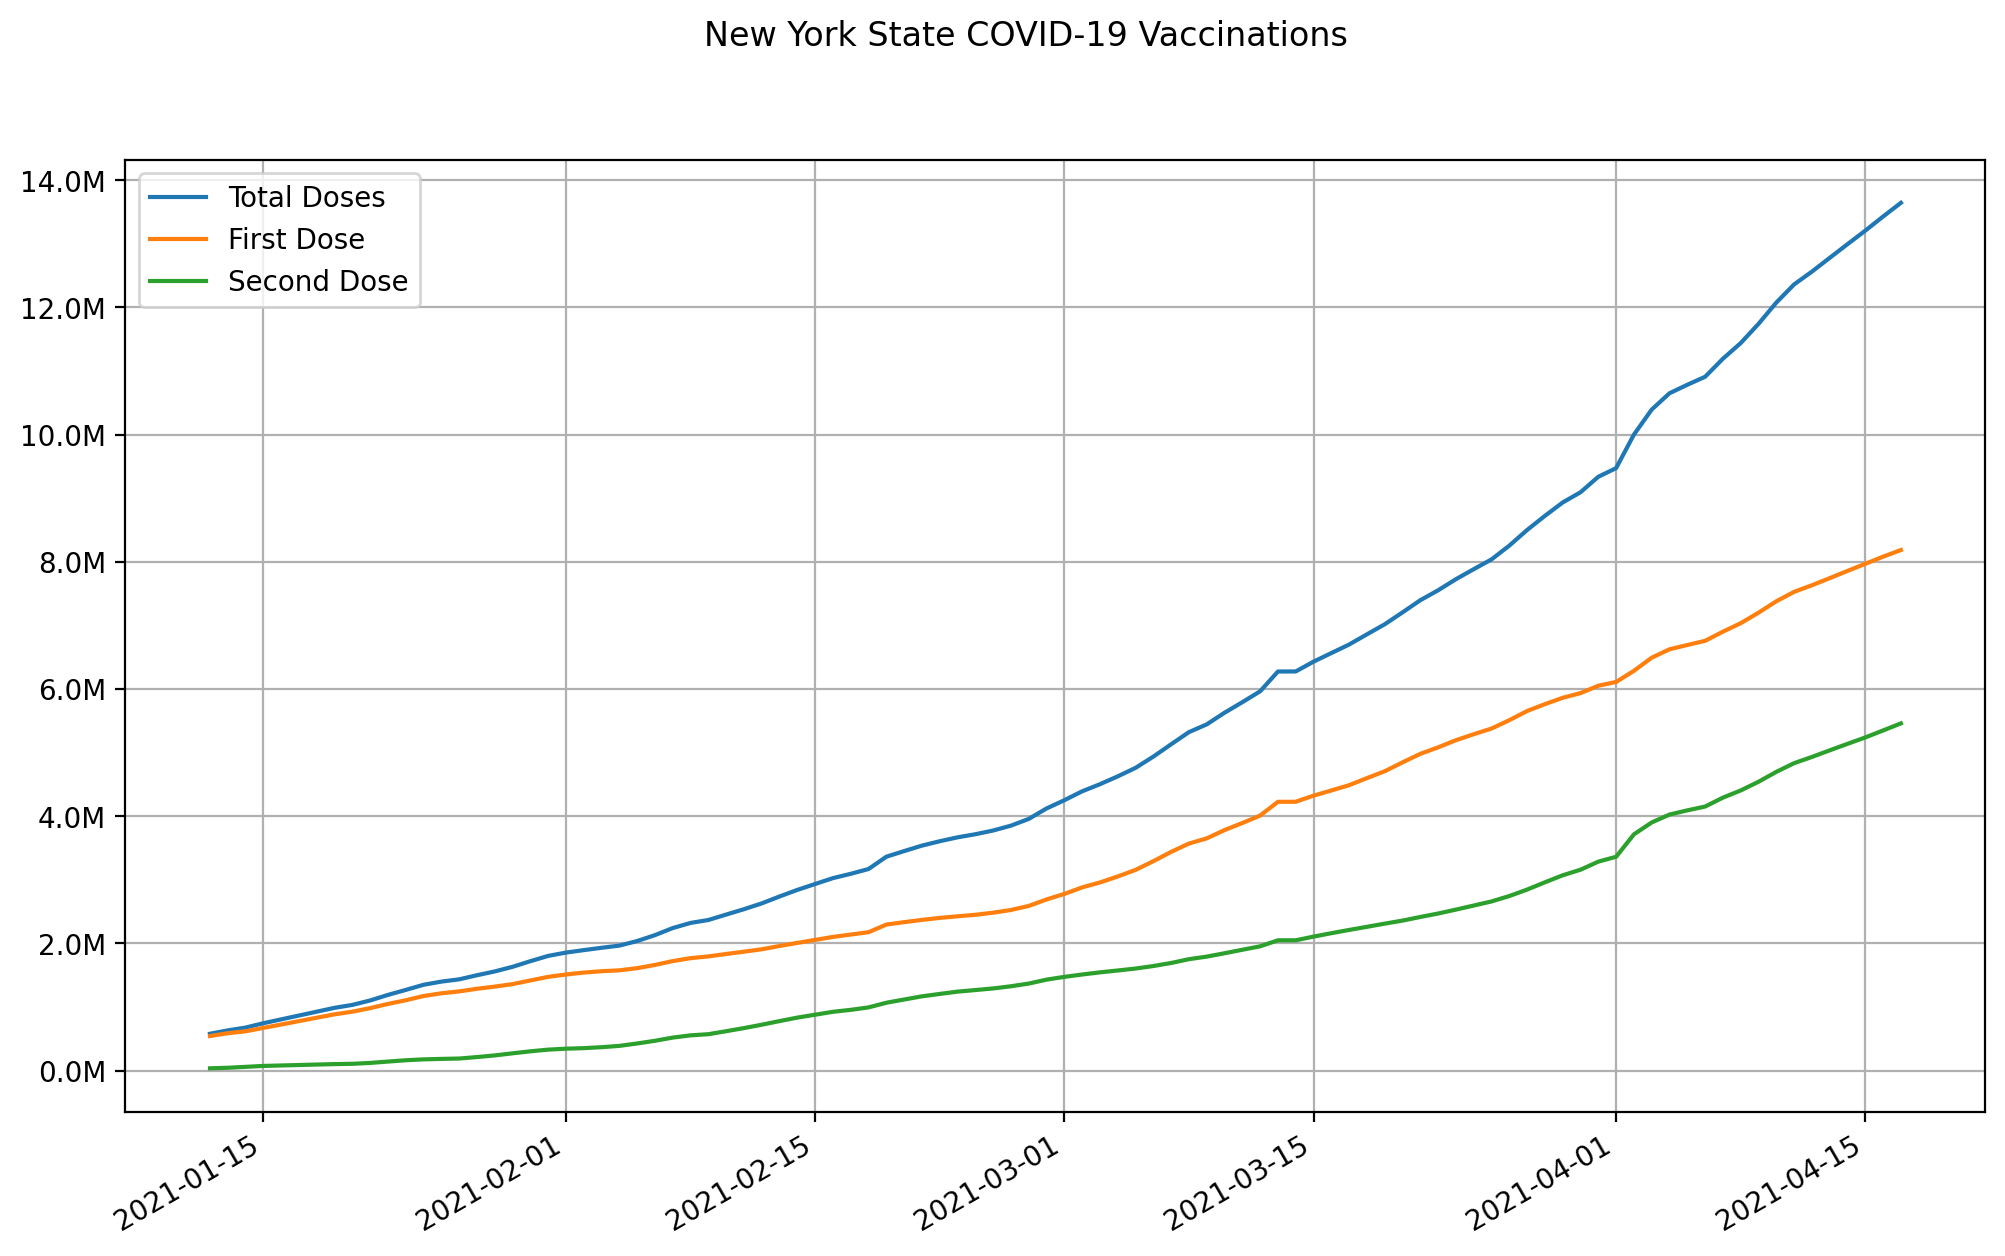 New York State COVID-19 Vaccinations
14.0M
12.0M
10.0M
8.0M
6.0M
4.0M
2.0M
0.0M
Total Doses
First Dose
Second Dose
2021-01-15
2021-02-01
2021-02-15
2021-03-01
2021-03-15
2021-04-01
2021-04-15